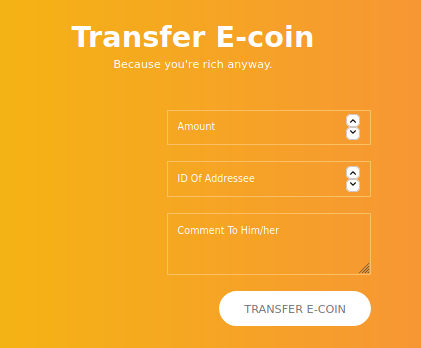 Transfer E-coin
Because you're rich anyway.
Amount
ID Of Addressee
Comment To Him/her
TRANSFER E-COIN